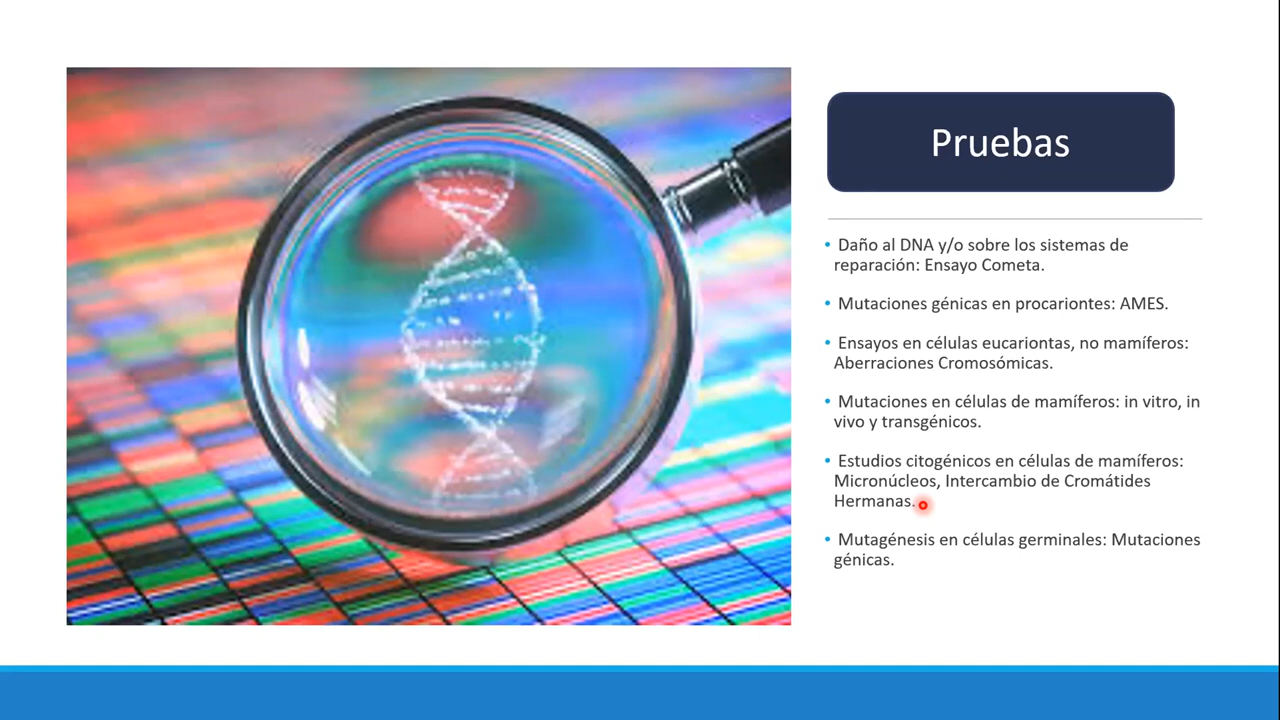 Pruebas
• Daño al DNA y/o sobre los sistemas de
reparación: Ensayo Cometa.
• Mutaciones génicas en procariontes: AMES.
• Ensayos en células eucariontas, no mamíferos:
Aberraciones Cromosómicas.
• Mutaciones en células de mamíferos: in vitro, in
vivo y transgénicos.
• Estudios citogénicos en células de mamíferos:
Micronúcleos, Intercambio de Cromátides
Hermanas.
• Mutagénesis en células germinales: Mutaciones
génicas.